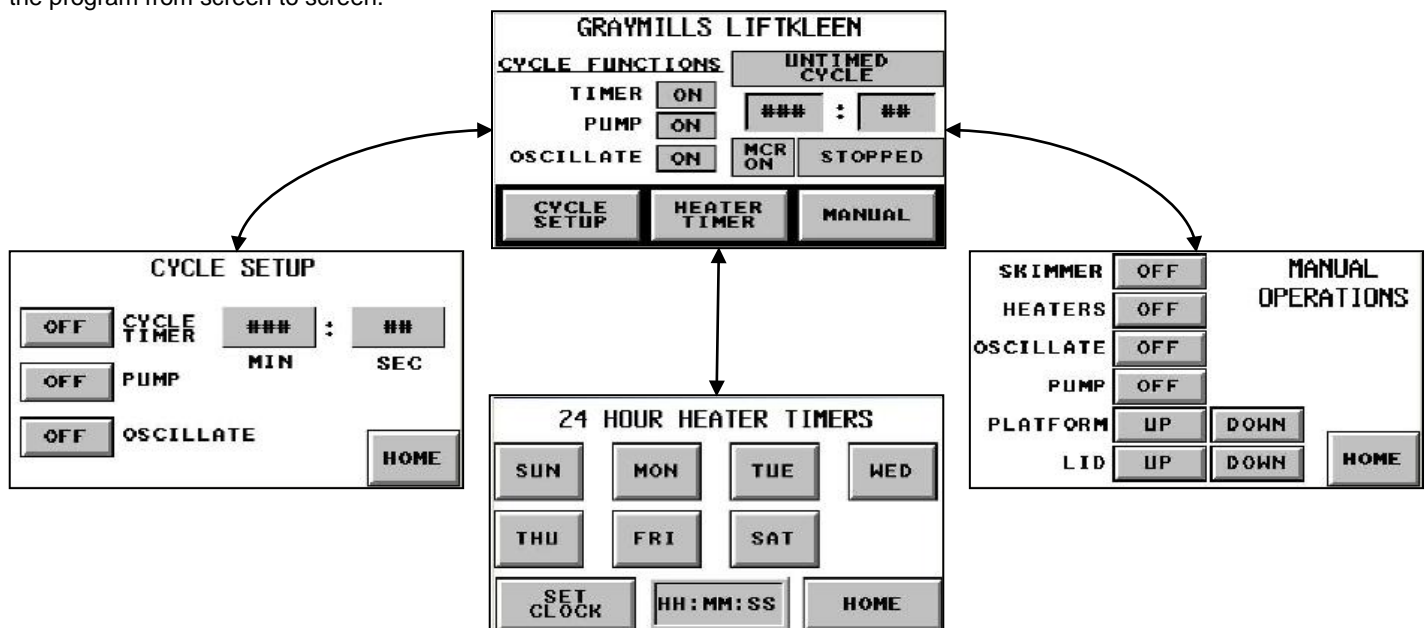 the program from screen to screen.
GRAYMILLS LIFTKLEEN
CYCLE FUNCTIONS
UNTIMED
CYCLE
TIMER ON
### : ##
PUMP ON
OSCILLATE ON
MCR
ON
STOPPED
CYCLE
SETUP
HEATER
TIMER
MANUAL
CYCLE SETUP
OFF
CYCLE
TIMER
### : ##
MIN SEC
OFF PUMP
OFF OSCILLATE
HOME
24 HOUR HEATER TIMERS
SUN MON TUE WED
THU FRI SAT
SET
CLOCK
HH:MM:SS
HOME
MANUAL
OPERATIONS
SKIMMER OFF
HEATERS OFF
OSCILLATE OFF
PUMP OFF
PLATFORM UP DOWN
LID UP DOWN
HOME